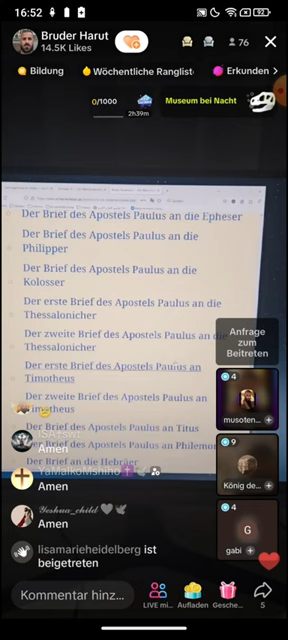 16:52
92
Bruder Harut
14.5K Likes
76
Bildung
Wöchentliche Ranglist
Erkunden
0/1000
2h39m
Museum bei Nacht
Der Brief des Apostels Paulus an die Epheser
Der Brief des Apostels Paulus an die
Philipper
Der Brief des Apostels Paulus an die
Kolosser
Der erste Brief des Apostels Paulus an die
Thessalonicher
Der zweite Brief des Apostels Paulus an die
Thessalonicher
Der erste Brief des Apostels Paulus an
Timotheus
Der zweite Brief des Apostels Paulus an
Timotheus
Der Brief des Apostels Paulus an Titus
Brief des Apostels Paulus an Philemon
Der Brief an die Hebräer
Anfrage
zum
Beitreten
4
musoten...
9
König de...
4
G
gabi
Amen
Amen
Yeshua_child
Amen
lisamarieheidelberg ist
beigetreten
Kommentar hinz...
LIVE mi...
Aufladen
Gesche...
5